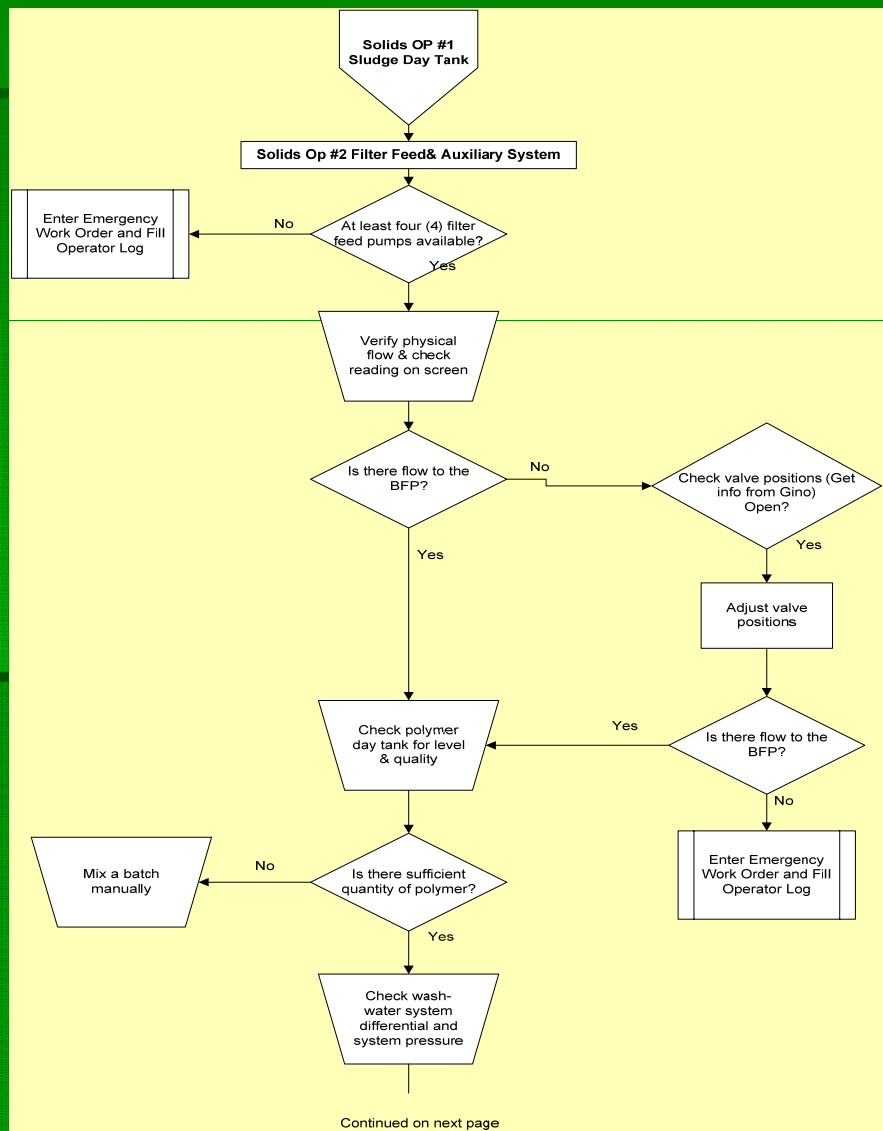 Solids OP #1
Sludge Day Tank
Solids Op #2 Filter Feed& Auxiliary System
Enter Emergency
Work Order and Fill
Operator Log
No
At least four (4) filter
feed pumps available?
Yes
Verify physical
flow & check
reading on screen
Is there flow to the
BFP?
No
Check valve positions (Get
info from Gino)
Open?
Yes
Yes
Adjust valve
positions
Check polymer
day tank for level
& quality
Yes
Is there flow to the
BFP?
No
Mix a batch
manually
No
Is there sufficient
quantity of polymer?
Enter Emergency
Work Order and Fill
Operator Log
Yes
Check wash-
water system
differential and
system pressure
Continued on next page